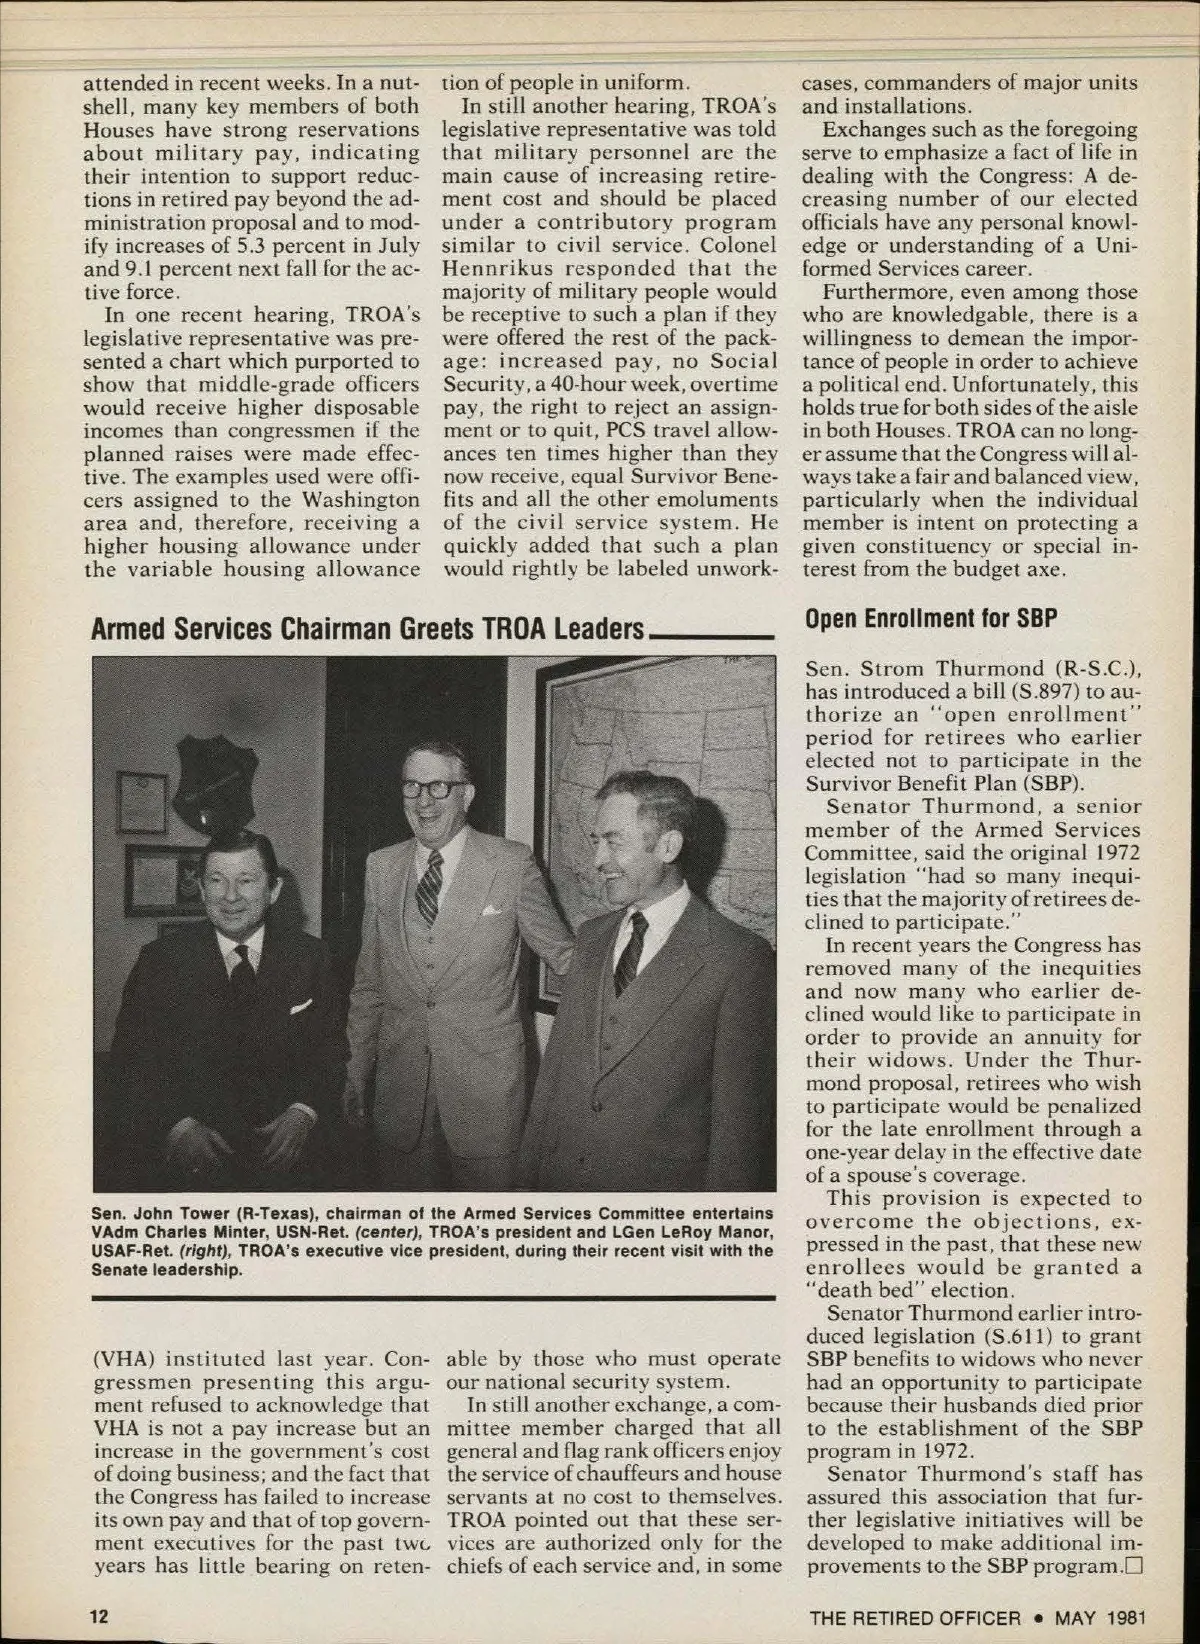 attended in recent weeks. In a nut-
shell, many key members of both
Houses have strong reservations
about military pay, indicating
their intention to support reduc-
tions in retired pay beyond the ad-
ministration proposal and to mod-
ify increases of 5.3 percent in July
and 9.1 percent next fall for the ac-
tive force.
In one recent hearing, TROA's
legislative representative was pre-
sented a chart which purported to
show that middle-grade officers
would receive higher disposable
incomes than congressmen if the
planned raises were made effec-
tive. The examples used were offi-
cers assigned to the Washington
area and, therefore, receiving a
higher housing allowance under
the variable housing allowance
(VHA) instituted last year. Con-
gressmen presenting this argu-
ment refused to acknowledge that
VHA is not a pay increase but an
increase in the government's cost
of doing business; and the fact that
the Congress has failed to increase
its own pay and that of top govern-
ment executives for the past two
years has little bearing on reten-
tion of people in uniform.
In still another hearing, TROA's
legislative representative was told
that military personnel are the
main cause of increasing retire-
ment cost and should be placed
under a contributory program
similar to civil service. Colonel
Hennrikus responded that the
majority of military people would
be receptive to such a plan if they
were offered the rest of the pack-
age: increased pay, no Social
Security, a 40-hour week, overtime
pay, the right to reject an assign-
ment or to quit, PCS travel allow-
ances ten times higher than they
now receive, equal Survivor Bene-
fits and all the other emoluments
of the civil service system. He
quickly added that such a plan
would rightly be labeled unwork-
able by those who must operate
our national security system.
In still another exchange, a com-
mittee member charged that all
general and flag rank officers enjoy
the service of chauffeurs and house
servants at no cost to themselves.
TROA pointed out that these ser-
vices are authorized only for the
chiefs of each service and, in some
cases, commanders of major units
and installations.
Exchanges such as the foregoing
serve to emphasize a fact of life in
dealing with the Congress: A de-
creasing number of our elected
officials have any personal knowl-
edge or understanding of a Uni-
formed Services career.
Furthermore, even among those
who are knowledgable, there is a
willingness to demean the impor-
tance of people in order to achieve
a political end. Unfortunately, this
holds true for both sides of the aisle
in both Houses. TROA can no long-
er assume that the Congress will al-
ways take a fair and balanced view,
particularly when the individual
member is intent on protecting a
given constituency or special in-
terest from the budget axe.
Armed Services Chairman Greets TROA Leaders
Sen. John Tower (R-Texas), chairman of the Armed Services Committee entertains
VAdm Charles Minter, USN-Ret. (center), TROA's president and LGen LeRoy Manor,
USAF-Ret. (right), TROA's executive vice president, during their recent visit with the
Senate leadership.
Open Enrollment for SBP
Sen. Strom Thurmond (R-S.C.),
has introduced a bill (S.897) to au-
thorize an "open enrollment"
period for retirees who earlier
elected not to participate in the
Survivor Benefit Plan (SBP).
Senator Thurmond, a senior
member of the Armed Services
Committee, said the original 1972
legislation "had so many inequi-
ties that the majority of retirees de-
clined to participate."
In recent years the Congress has
removed many of the inequities
and now many who earlier de-
clined would like to participate in
order to provide an annuity for
their widows. Under the Thur-
mond proposal, retirees who wish
to participate would be penalized
for the late enrollment through a
one-year delay in the effective date
of a spouse's coverage.
This provision is expected to
overcome the objections, ex-
pressed in the past, that these new
enrollees would be granted a
"death bed" election.
Senator Thurmond earlier intro-
duced legislation (S.611) to grant
SBP benefits to widows who never
had an opportunity to participate
because their husbands died prior
to the establishment of the SBP
program in 1972.
Senator Thurmond's staff has
assured this association that fur-
ther legislative initiatives will be
developed to make additional im-
provements to the SBP program.□
12
THE RETIRED OFFICER • MAY 1981